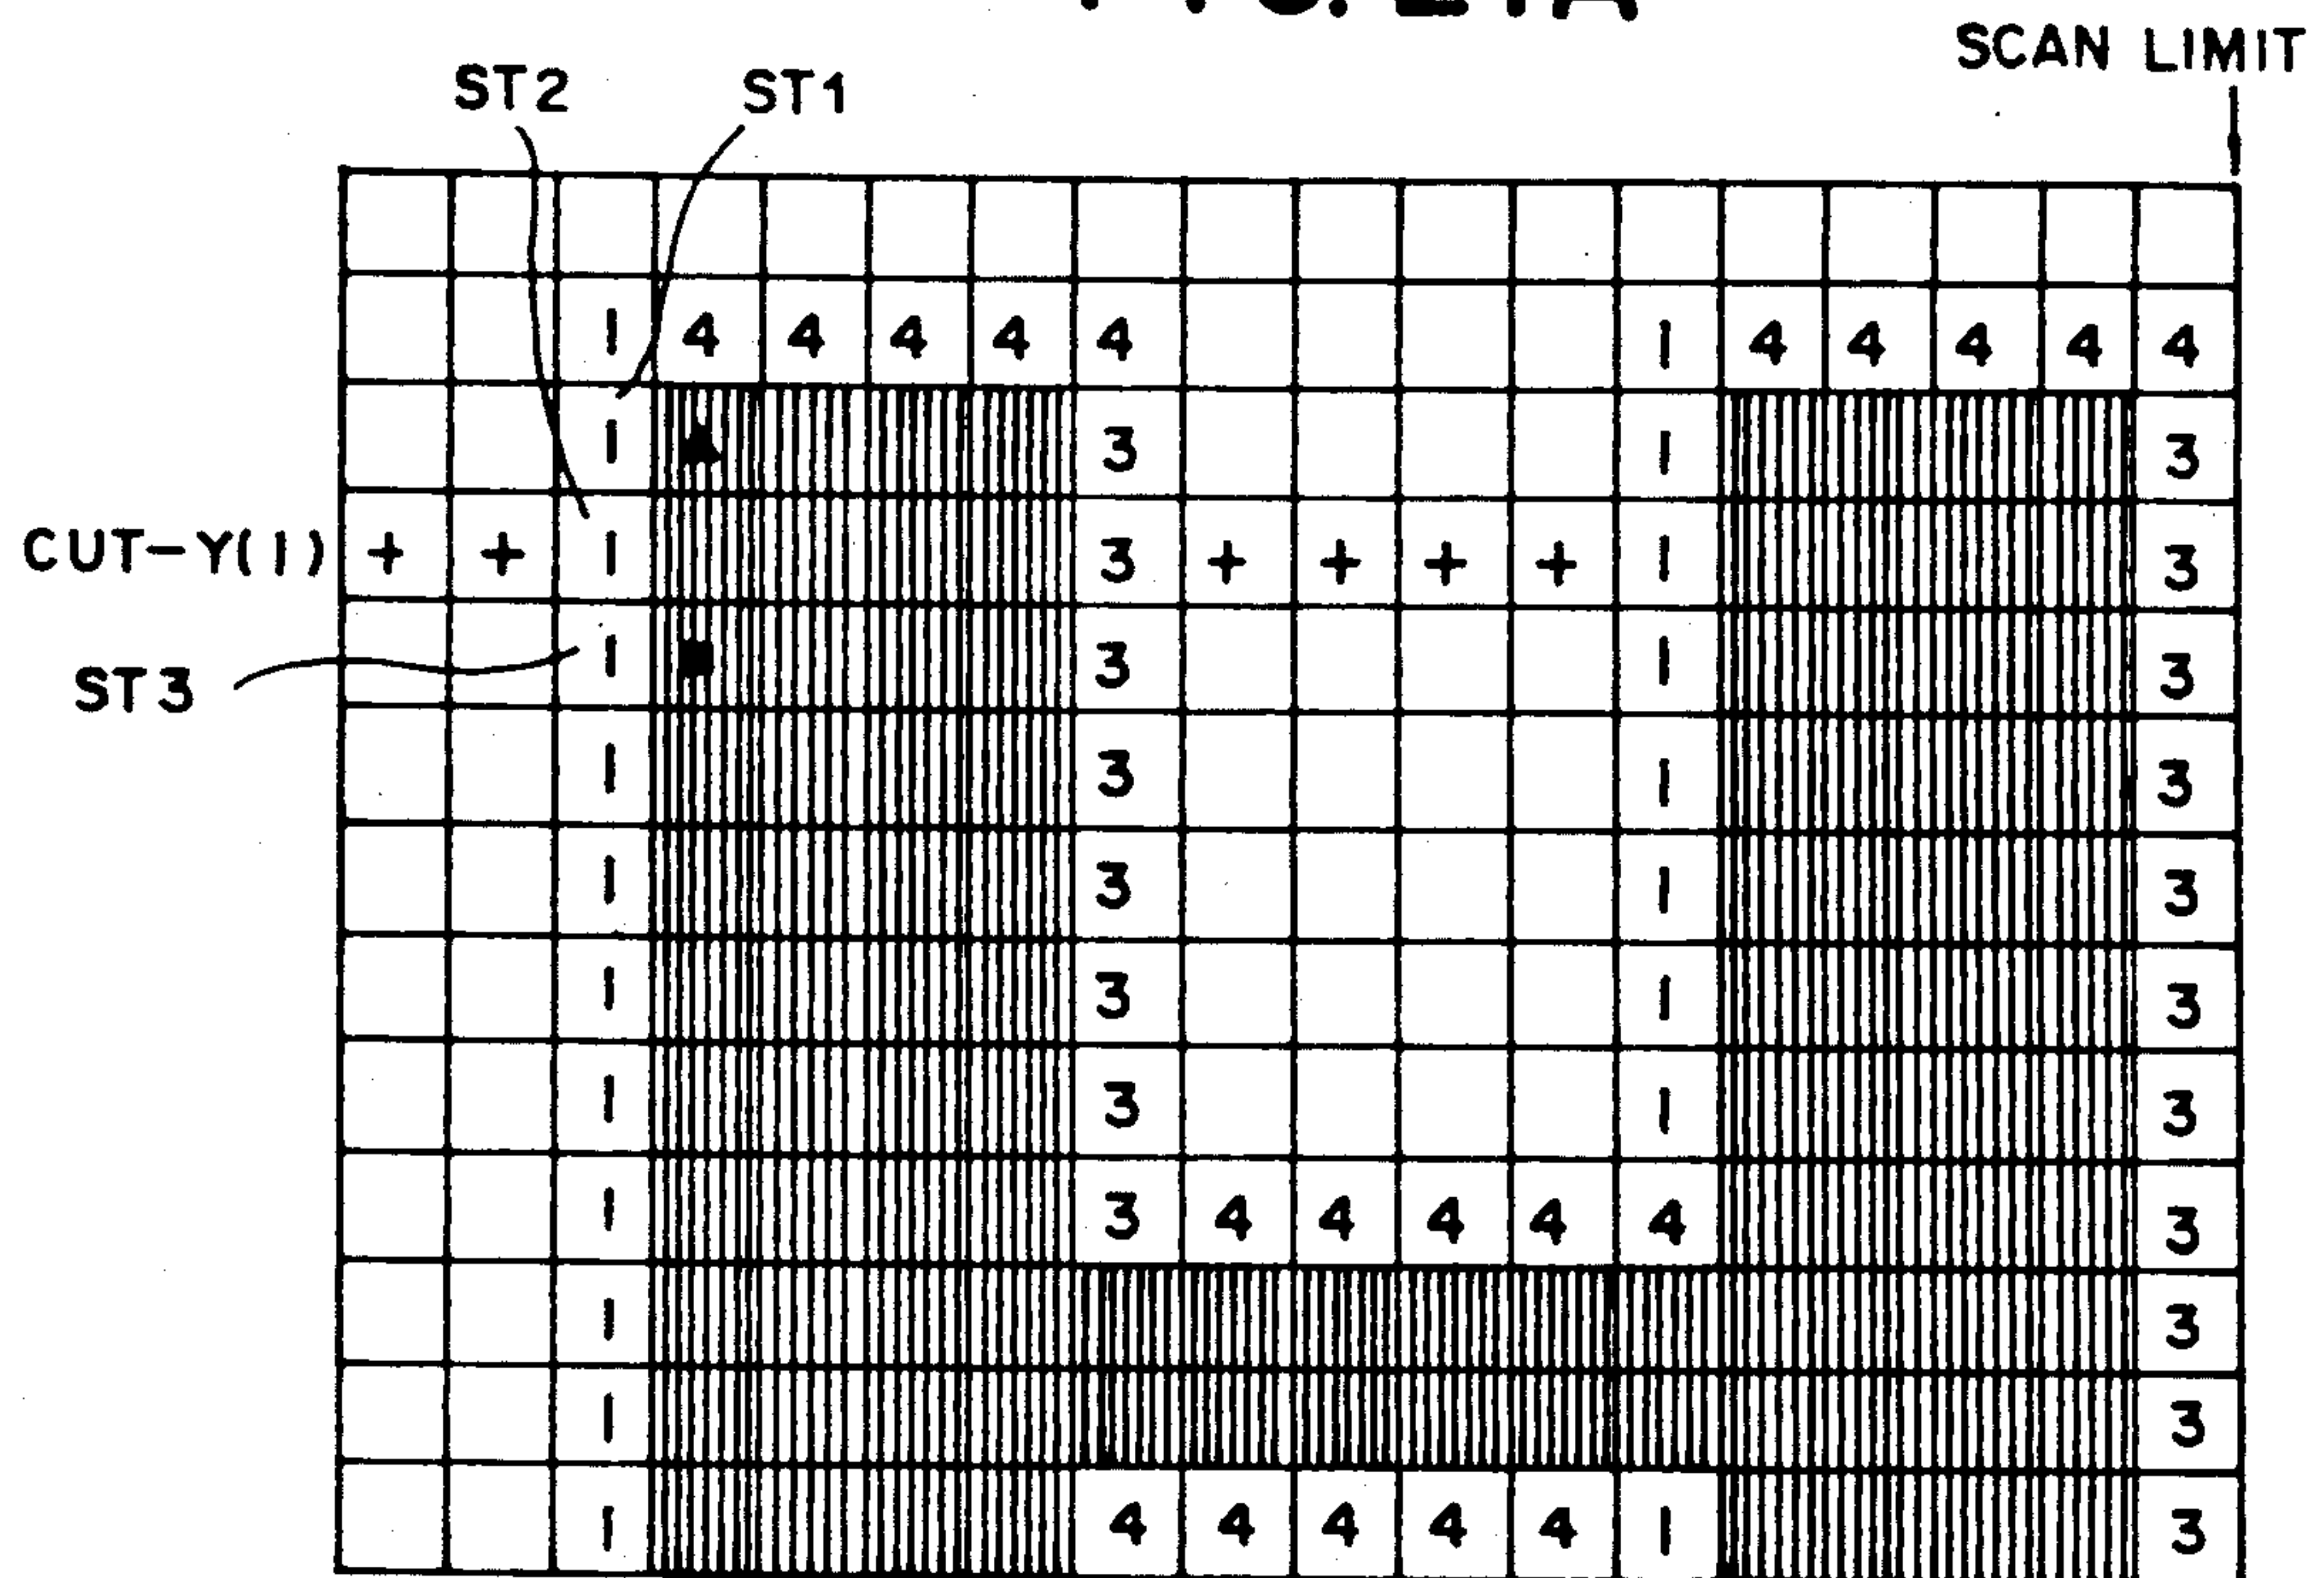 FIG. 21A
SCAN LIMIT
ST2 ST1
1 4 4 4 4 4 1 4 4 4 4 4
1 3 1 3
CUT-Y(1) + + 1 3 + + + + 1 3
ST3 1 3 1 3
1 3 1 3
1 3 1 3
1 3 1 3
1 3 1 3
1 3 4 4 4 4 4 3
1 3
1 3
1 4 4 4 4 4 1 3